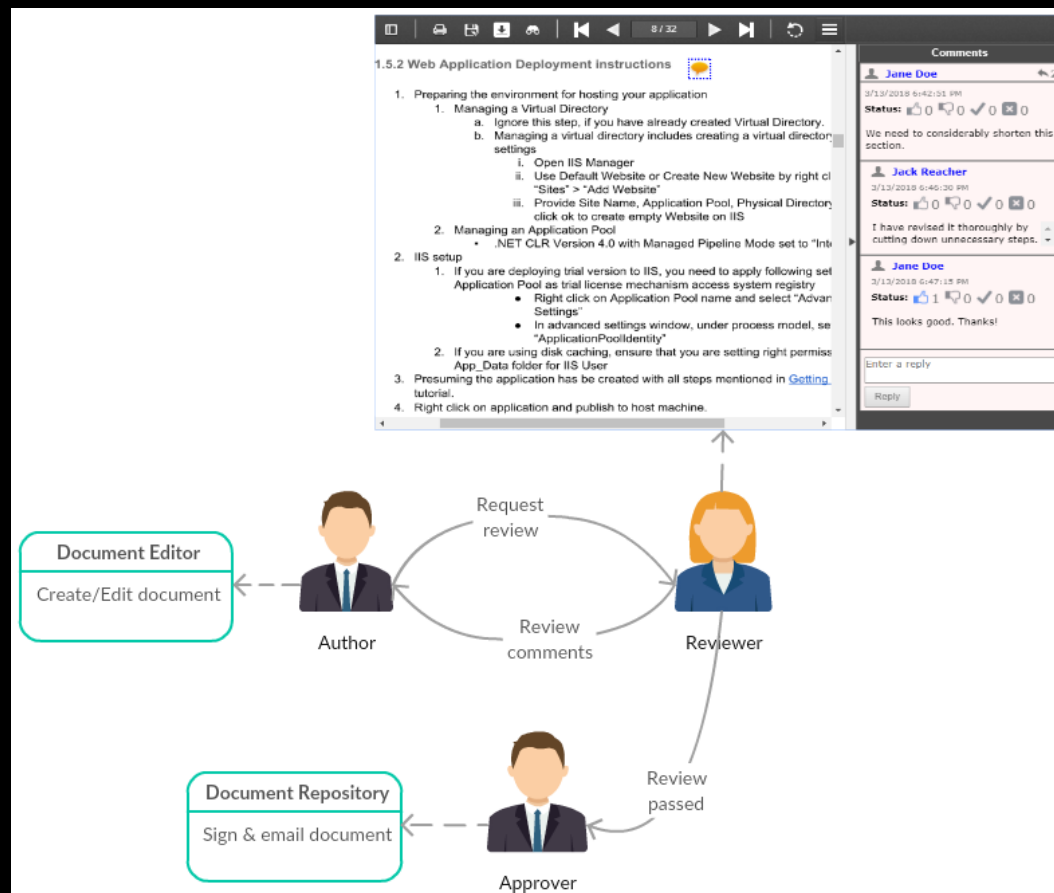 8 / 32
1.5.2 Web Application Deployment instructions
1. Preparing the environment for hosting your application
1. Managing a Virtual Directory
a. Ignore this step, if you have already created Virtual Directory.
b. Managing a virtual directory includes creating a virtual directory
settings
i. Open IIS Manager
ii. Use Default Website or Create New Website by right cl
"Sites" > "Add Website"
iii. Provide Site Name, Application Pool, Physical Directory
click ok to create empty Website on IIS
2. Managing an Application Pool
• .NET CLR Version 4.0 with Managed Pipeline Mode set to "Inte
2. IIS setup
1. If you are deploying trial version to IIS, you need to apply following set
Application Pool as trial license mechanism access system registry
● Right click on Application Pool name and select "Advan
Settings"
● In advanced settings window, under process model, se
"ApplicationPoolIdentity"
2. If you are using disk caching, ensure that you are setting right permiss
App_Data folder for IIS User
3. Presuming the application has be created with all steps mentioned in Getting
tutorial.
4. Right click on application and publish to host machine.
Comments
Jane Doe 2
3/13/2018 6:42:51 PM
Status: 0 0 0 0
We need to considerably shorten this
section.
Jack Reacher
3/13/2018 6:46:30 PM
Status: 0 0 0 0
I have revised it thoroughly by
cutting down unnecessary steps.
Jane Doe
3/13/2018 6:47:15 PM
Status: 1 0 0 0
This looks good. Thanks!
Enter a reply
Reply
Request
review
Document Editor
Create/Edit document
Author
Review
comments
Reviewer
Review
passed
Document Repository
Sign & email document
Approver